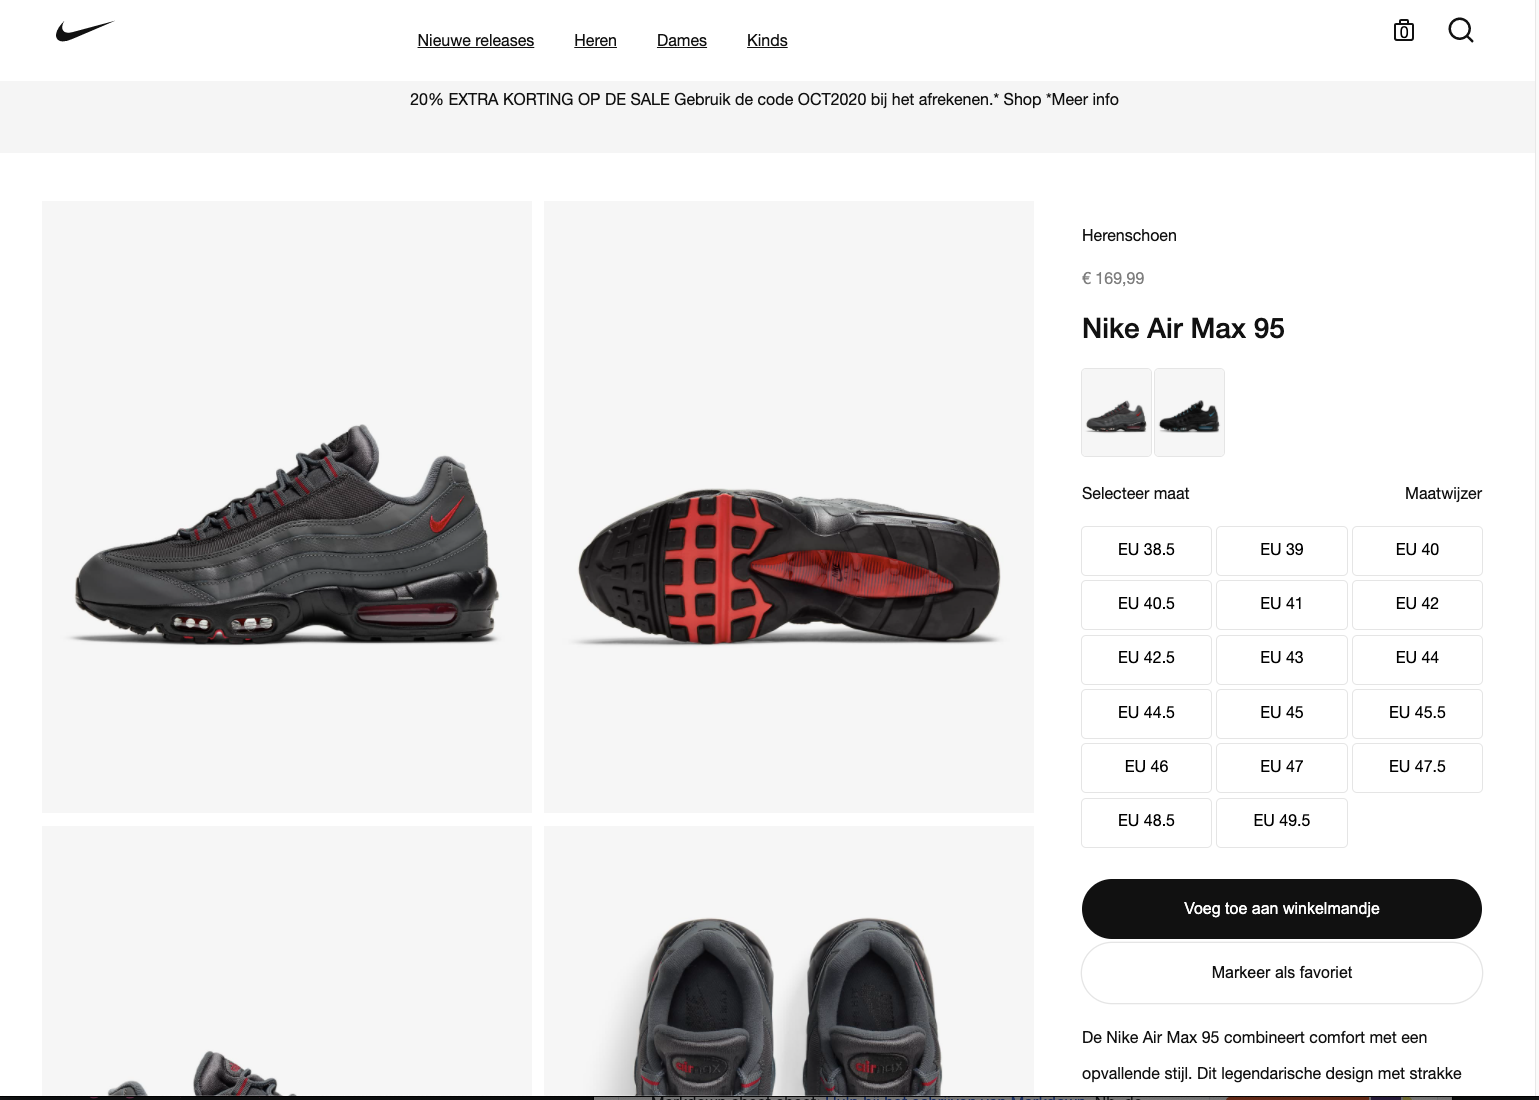 Nieuwe releases
Heren
Dames
Kinds
0
20% EXTRA KORTING OP DE SALE Gebruik de code OCT2020 bij het afrekenen.* Shop *Meer info
Herenschoen
€ 169,99
Nike Air Max 95
Selecteer maat
Maatwijzer
EU 38.5
EU 39
EU 40
EU 40.5
EU 41
EU 42
EU 42.5
EU 43
EU 44
EU 44.5
EU 45
EU 45.5
EU 46
EU 47
EU 47.5
EU 48.5
EU 49.5
Voeg toe aan winkelmandje
Markeer als favoriet
De Nike Air Max 95 combineert comfort met een
opvallende stijl. Dit legendarische design met strakke
airmax
airmax